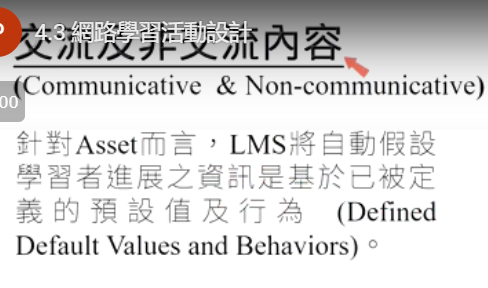 4.3 網路學習活動設計
交流及非交流內容
00
(Communicative & Non-communicative)
針對Asset而言，LMS將自動假設
學習者進展之資訊是基於已被定
義的預設值及行為 (Defined
Default Values and Behaviors)。